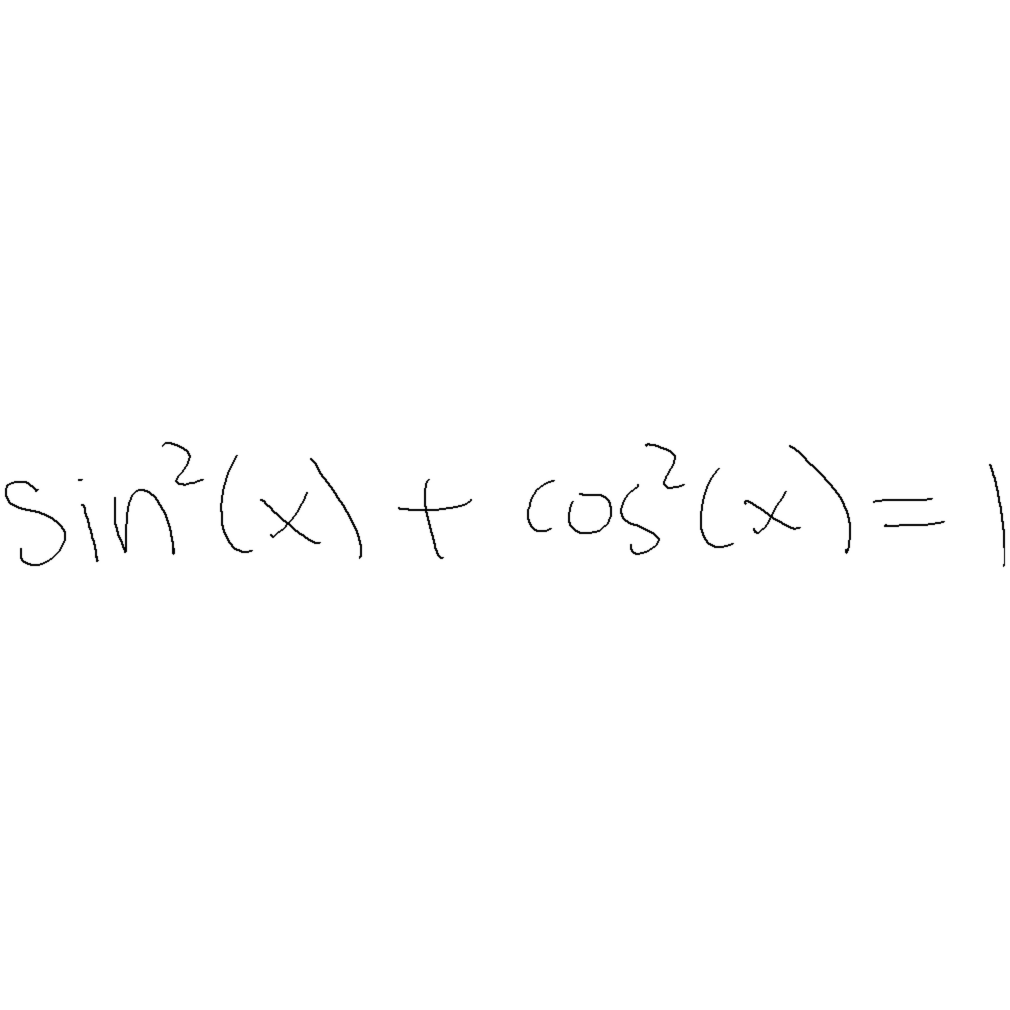 sin²(x) + cos²(x) = 1